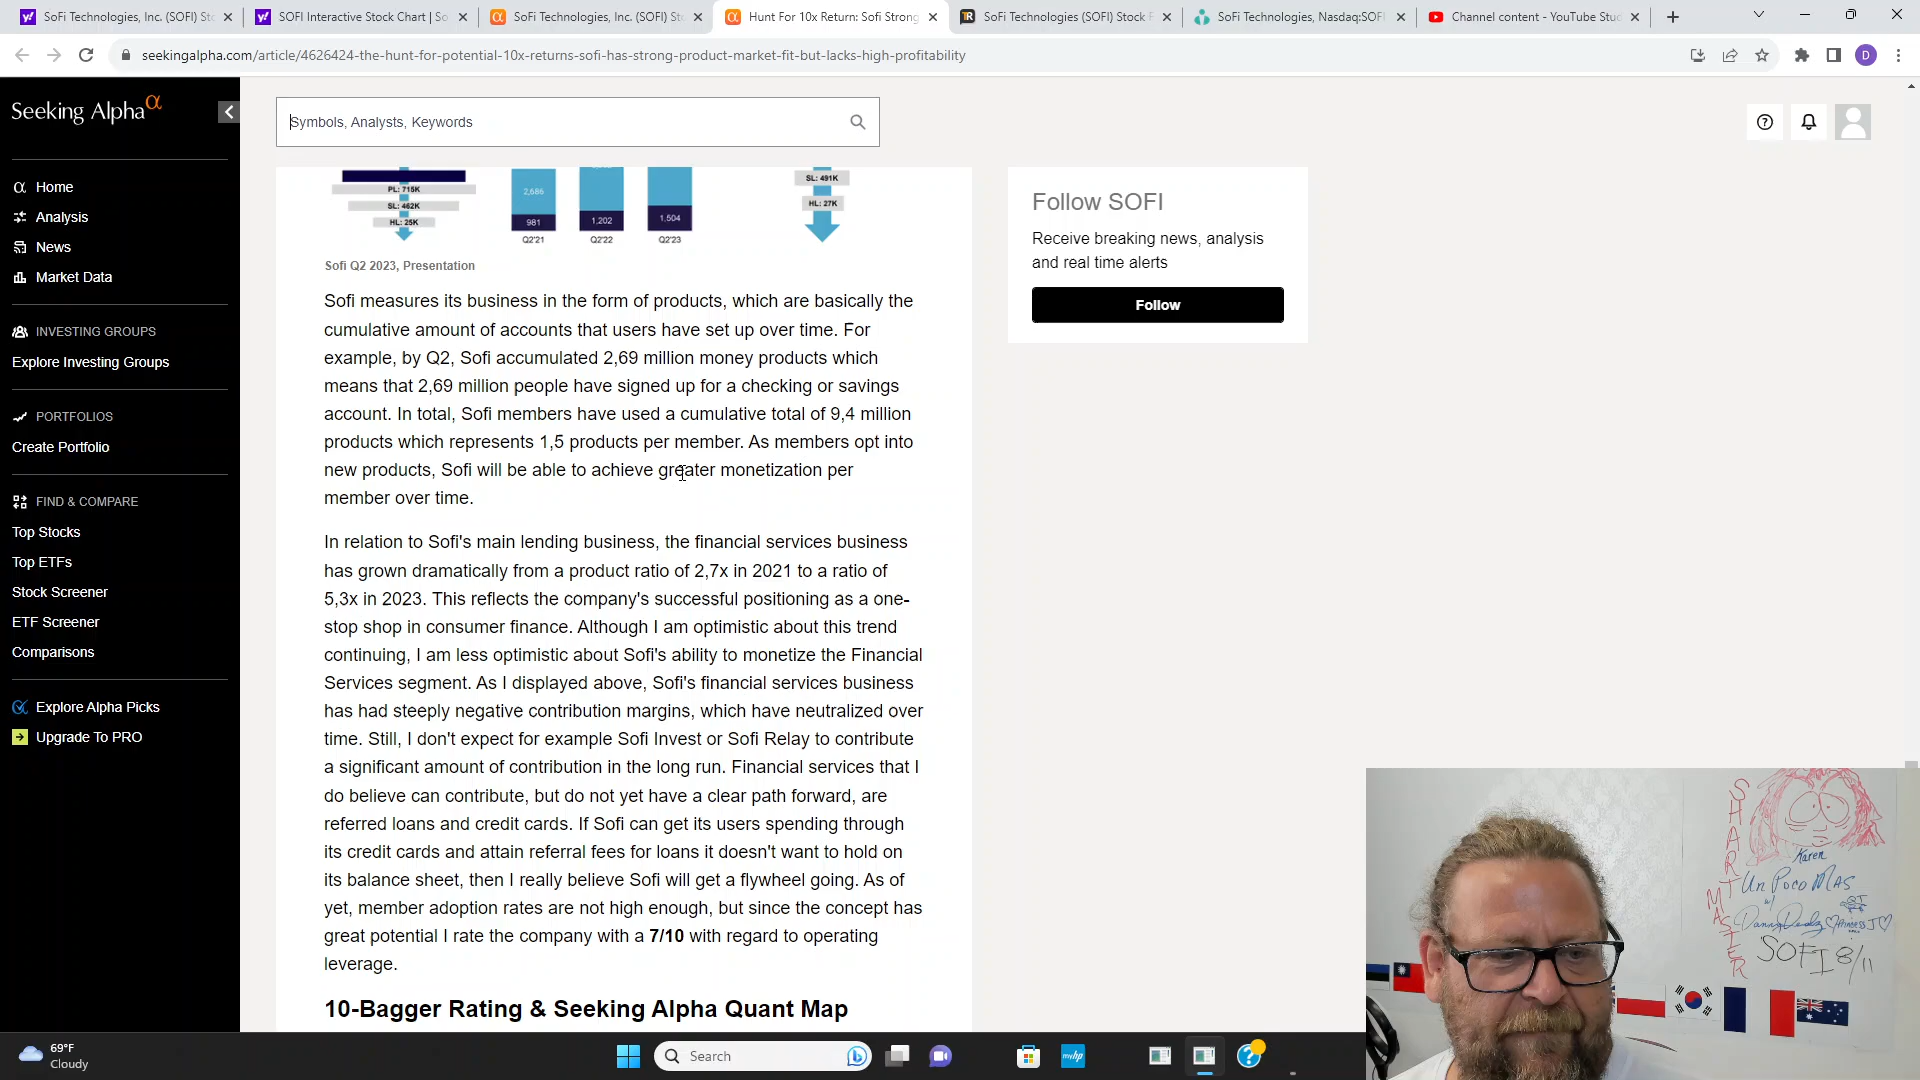 SoFi Technologies, Inc. (SOFI) St
SOFI Interactive Stock Chart | So
SoFi Technologies, Inc. (SOFI) St
Hunt For 10x Return: Sofi Strong
SoFi Technologies (SOFI) Stock F
SoFi Technologies, Nasdaq:SOFI
Channel content - YouTube Stu
seekingalpha.com/article/4626424-the-hunt-for-potential-10x-returns-sofi-has-strong-product-market-fit-but-lacks-high-profitability
D
Seeking Alpha α
Symbols, Analysts, Keywords
Home
Analysis
News
Market Data
INVESTING GROUPS
Explore Investing Groups
PORTFOLIOS
Create Portfolio
FIND & COMPARE
Top Stocks
Top ETFs
Stock Screener
ETF Screener
Comparisons
Explore Alpha Picks
Upgrade To PRO
PL: 715K
SL: 462K
HL: 25K
2,686
981
1,202
1,504
Q2'21
Q2'22
Q2'23
SL: 491K
HL: 27K
Sofi Q2 2023, Presentation
Sofi measures its business in the form of products, which are basically the
cumulative amount of accounts that users have set up over time. For
example, by Q2, Sofi accumulated 2,69 million money products which
means that 2,69 million people have signed up for a checking or savings
account. In total, Sofi members have used a cumulative total of 9,4 million
products which represents 1,5 products per member. As members opt into
new products, Sofi will be able to achieve greater monetization per
member over time.
In relation to Sofi's main lending business, the financial services business
has grown dramatically from a product ratio of 2,7x in 2021 to a ratio of
5,3x in 2023. This reflects the company's successful positioning as a one-
stop shop in consumer finance. Although I am optimistic about this trend
continuing, I am less optimistic about Sofi's ability to monetize the Financial
Services segment. As I displayed above, Sofi's financial services business
has had steeply negative contribution margins, which have neutralized over
time. Still, I don't expect for example Sofi Invest or Sofi Relay to contribute
a significant amount of contribution in the long run. Financial services that I
do believe can contribute, but do not yet have a clear path forward, are
referred loans and credit cards. If Sofi can get its users spending through
its credit cards and attain referral fees for loans it doesn't want to hold on
its balance sheet, then I really believe Sofi will get a flywheel going. As of
yet, member adoption rates are not high enough, but since the concept has
great potential I rate the company with a 7/10 with regard to operating
leverage.
10-Bagger Rating & Seeking Alpha Quant Map
Follow SOFI
Receive breaking news, analysis
and real time alerts
Follow
SHART MASTER
Karen
Un Poco MAS
w/
Danny Dealz
Princess J
SOFI 8/11
69°F
Cloudy
Search
myhp